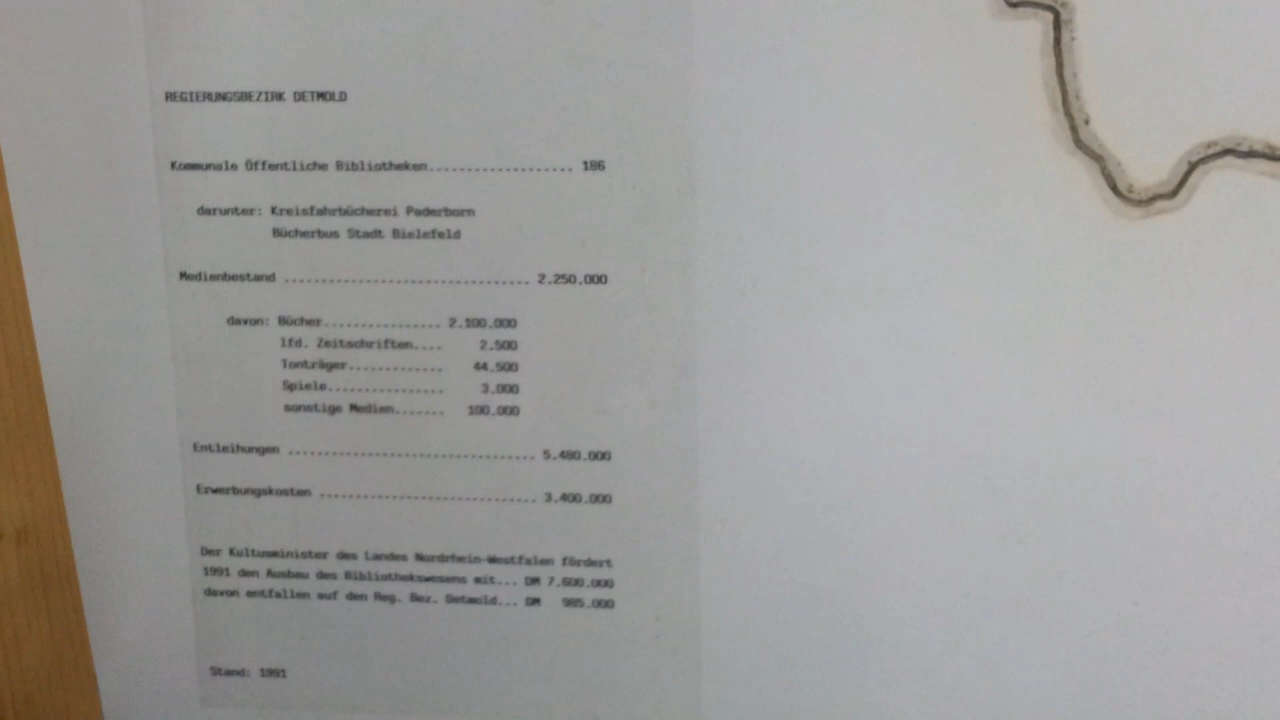 REGIERUNGSBEZIRK DETMOLD
Kommunale Öffentliche Bibliotheken................... 186
darunter: Kreisfahrbücherei Paderborn
Bücherbus Stadt Bielefeld
Medienbestand ................................. 2.250.000
davon: Bücher................ 2.100.000
lfd. Zeitschriften.... 2.500
Tonträger............. 44.500
Spiele................ 3.000
sonstige Medien....... 100.000
Entleihungen ................................. 5.480.000
Erwerbungskosten ............................. 3.400.000
Der Kultusminister des Landes Nordrhein-Westfalen fördert
1991 den Ausbau des Bibliothekswesens mit... DM 7.600.000
davon entfallen auf den Reg. Bez. Detmold... DM 985.000
Stand: 1991